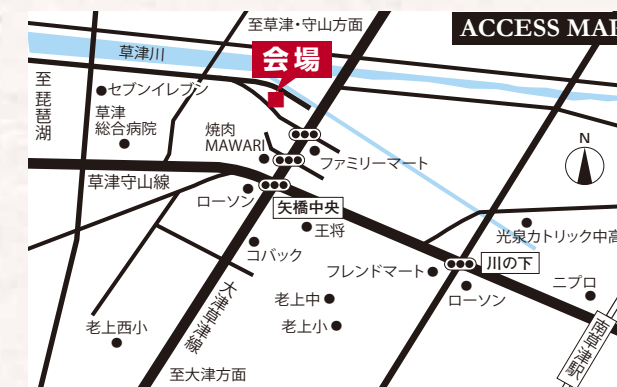 至草津・守山方面
ACCESS MAP
草津川
会場
至琵琶湖
セブンイレブン
草津
総合病院
焼肉
MAWARI
ファミリーマート
N
草津守山線
ローソン
矢橋中央
王将
光泉カトリック中高
コバック
フレンドマート
川の下
ニプロ
大津草津線
老上中
ローソン
老上西小
老上小
南草津駅
至大津方面